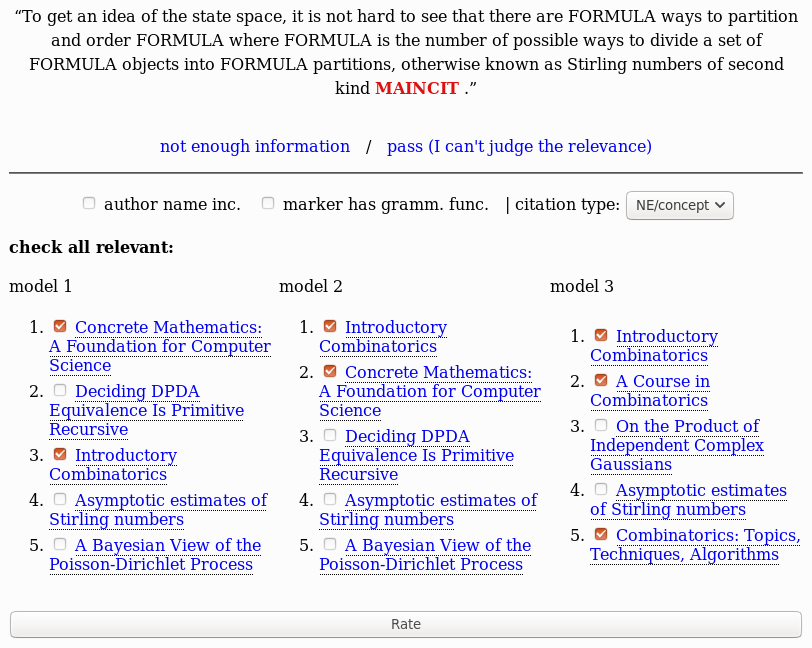 “To get an idea of the state space, it is not hard to see that there are FORMULA ways to partition
and order FORMULA where FORMULA is the number of possible ways to divide a set of
FORMULA objects into FORMULA partitions, otherwise known as Stirling numbers of second
kind MAINCIT .”
not enough information / pass (I can't judge the relevance)
author name inc. marker has gramm. func. | citation type: NE/concept
check all relevant:
model 1
1. Concrete Mathematics:
A Foundation for Computer
Science
2. Deciding DPDA
Equivalence Is Primitive
Recursive
3. Introductory
Combinatorics
4. Asymptotic estimates of
Stirling numbers
5. A Bayesian View of the
Poisson-Dirichlet Process
model 2
1. Introductory
Combinatorics
2. Concrete Mathematics:
A Foundation for Computer
Science
3. Deciding DPDA
Equivalence Is Primitive
Recursive
4. Asymptotic estimates of
Stirling numbers
5. A Bayesian View of the
Poisson-Dirichlet Process
model 3
1. Introductory
Combinatorics
2. A Course in
Combinatorics
3. On the Product of
Independent Complex
Gaussians
4. Asymptotic estimates
of Stirling numbers
5. Combinatorics: Topics,
Techniques, Algorithms
Rate